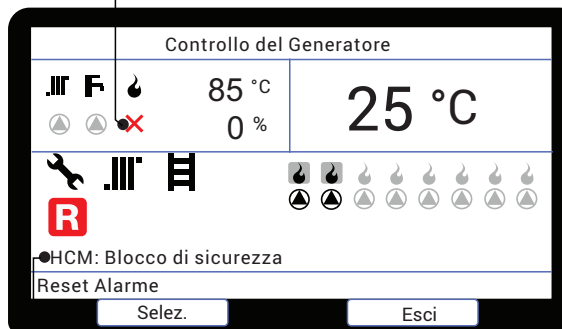 Controllo del Generatore
85 °C
0 %
25 °C
R
HCM: Blocco di sicurezza
Reset Alarme
Selez.
Esci